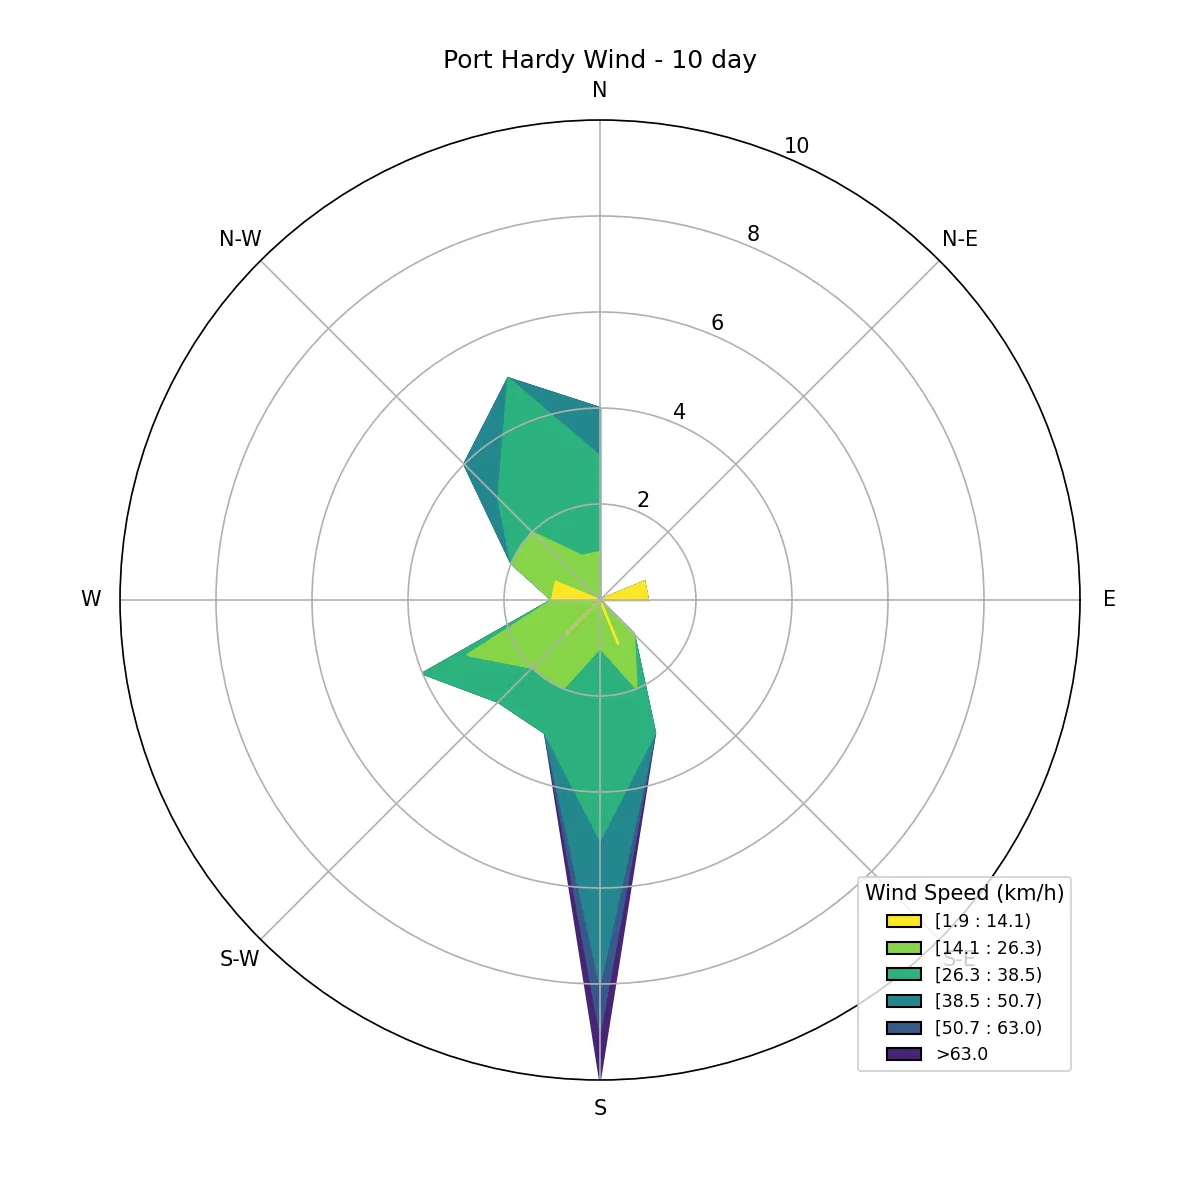 Port Hardy Wind - 10 day
N
10
N-W
N-E
8
6
4
2
W
E
Wind Speed (km/h)
[1.9 : 14.1)
[14.1 : 26.3)
S-W
S-E
[26.3 : 38.5)
[38.5 : 50.7)
[50.7 : 63.0)
>63.0
S